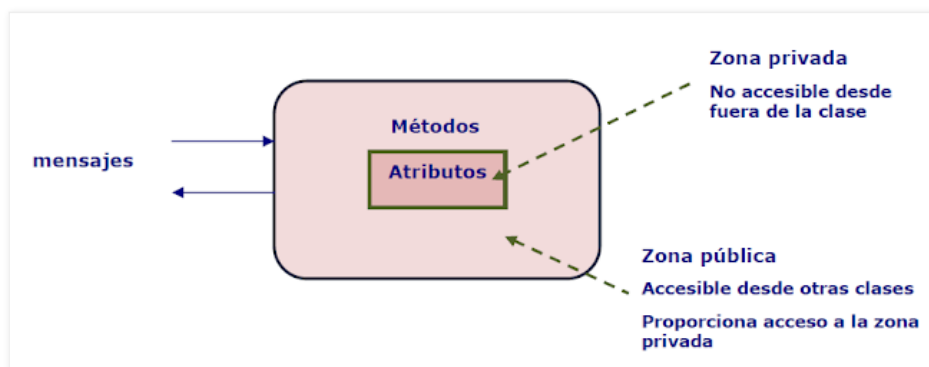 Zona privada
No accesible desde
fuera de la clase
Métodos
mensajes
Atributos
Zona pública
Accesible desde otras clases
Proporciona acceso a la zona
privada